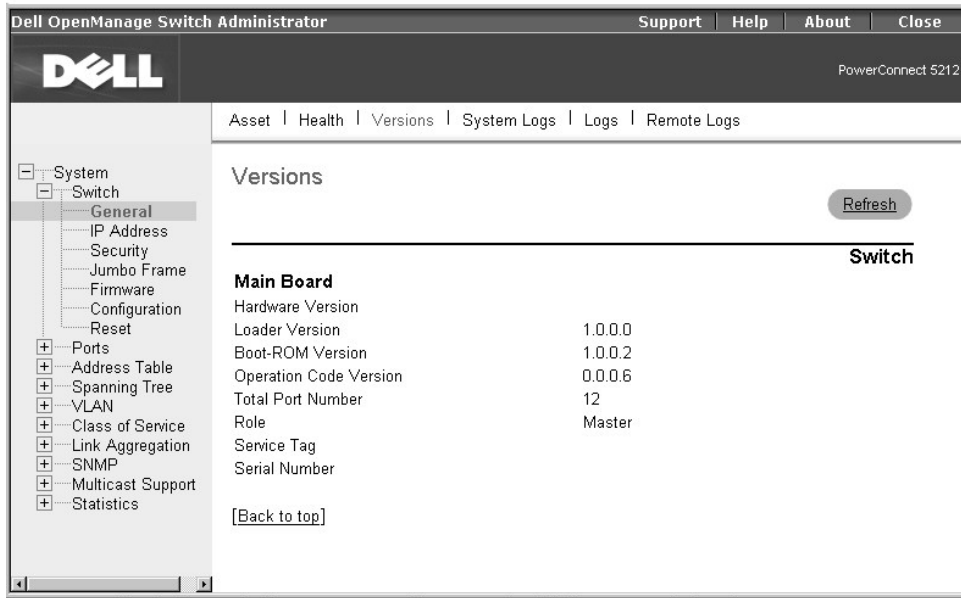 Dell OpenManage Switch Administrator
Support | Help | About | Close
DELL
PowerConnect 5212
Asset | Health | Versions | System Logs | Logs | Remote Logs
System
Switch
General
IP Address
Security
Jumbo Frame
Firmware
Configuration
Reset
Ports
Address Table
Spanning Tree
VLAN
Class of Service
Link Aggregation
SNMP
Multicast Support
Statistics
Versions
Refresh
Switch
Main Board
Hardware Version
Loader Version 1.0.0.0
Boot-ROM Version 1.0.0.2
Operation Code Version 0.0.0.6
Total Port Number 12
Role Master
Service Tag
Serial Number
[Back to top]